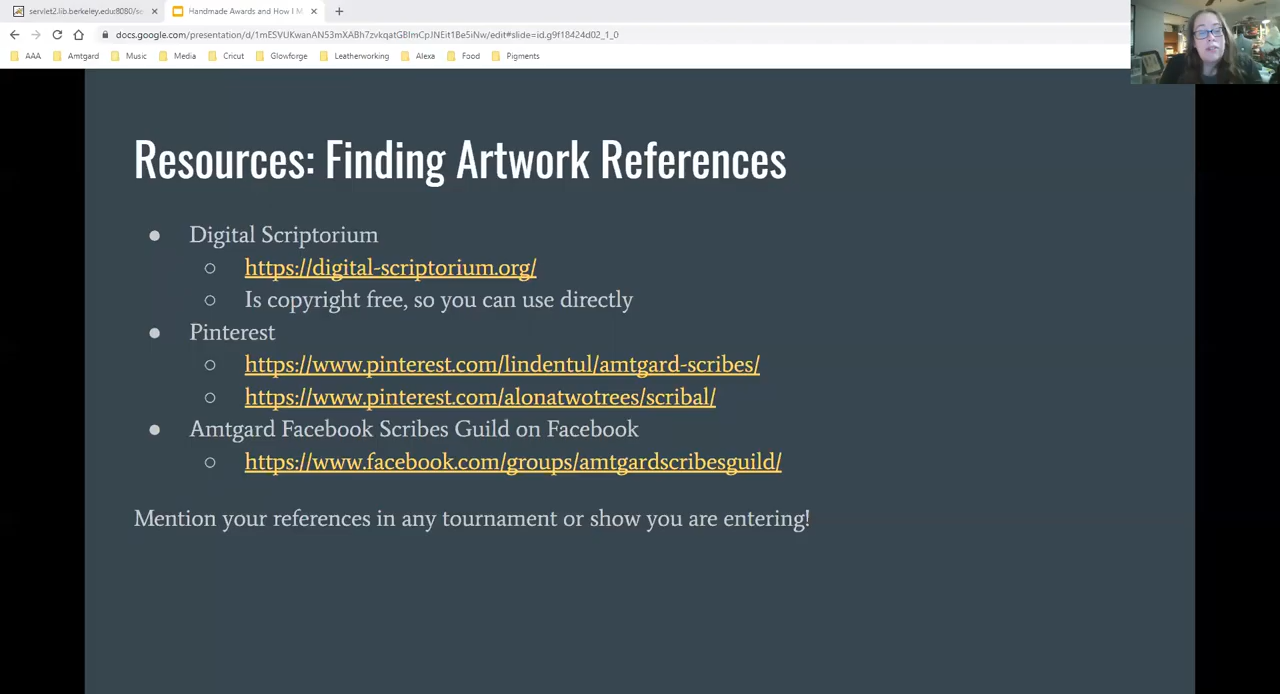 servlet2.lib.berkeley.edu:8080/se
Handmade Awards and How I M
docs.google.com/presentation/d/1mESVUKwanAN53mXABh7zvkqatGBImCpJNEit1Be5iNw/edit#slide=id.g9f18424d02_1_0
AAA Amtgard Music Media Cricut Glowforge Leatherworking Alexa Food Pigments
Resources: Finding Artwork References
● Digital Scriptorium
○ https://digital-scriptorium.org/
○ Is copyright free, so you can use directly
● Pinterest
○ https://www.pinterest.com/lindentul/amtgard-scribes/
○ https://www.pinterest.com/alonatwotrees/scribal/
● Amtgard Facebook Scribes Guild on Facebook
○ https://www.facebook.com/groups/amtgardscribesguild/
Mention your references in any tournament or show you are entering!